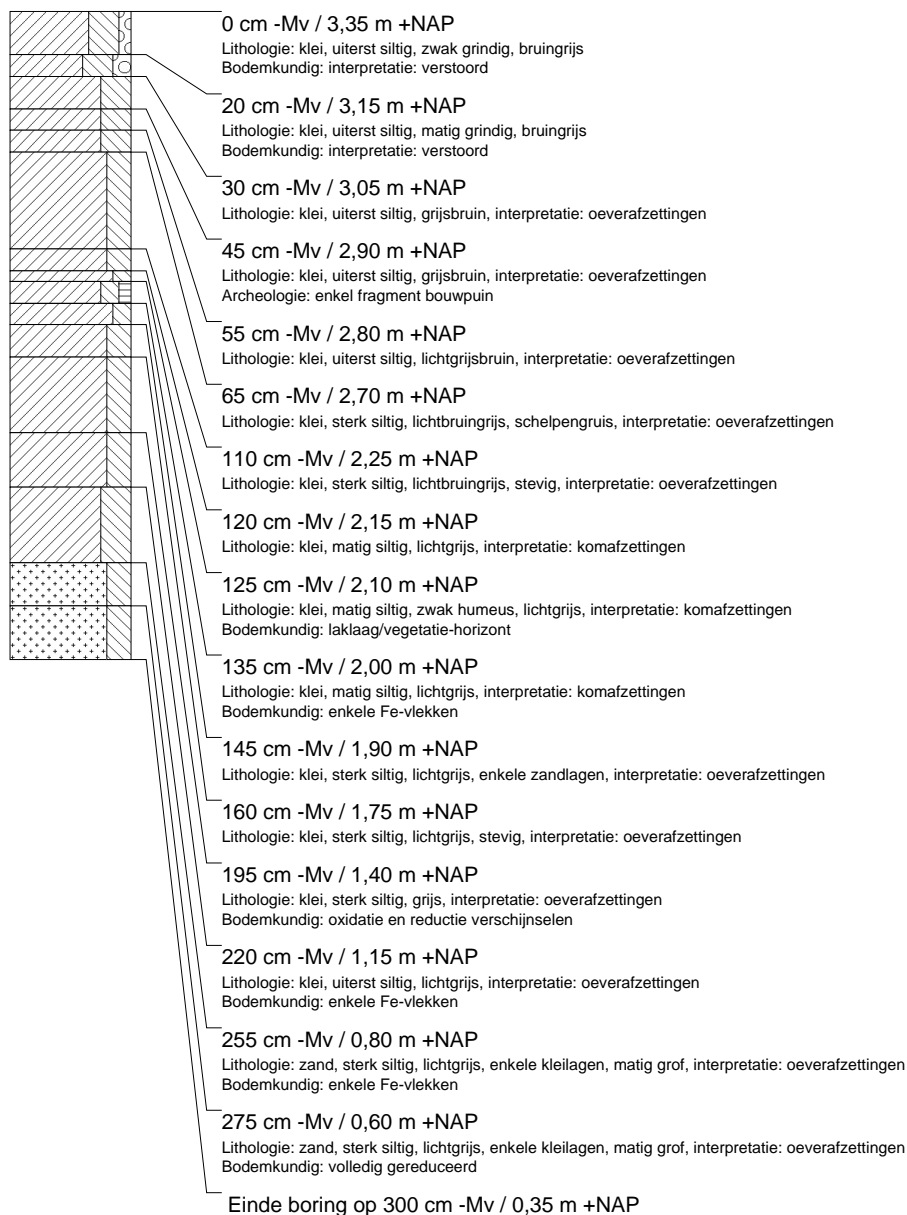 0 cm -Mv / 3,35 m +NAP
Lithologie: klei, uiterst siltig, zwak grindig, bruingrijs
Bodemkundig: interpretatie: verstoord
20 cm -Mv / 3,15 m +NAP
Lithologie: klei, uiterst siltig, matig grindig, bruingrijs
Bodemkundig: interpretatie: verstoord
30 cm -Mv / 3,05 m +NAP
Lithologie: klei, uiterst siltig, grijsbruin, interpretatie: oeverafzettingen
45 cm -Mv / 2,90 m +NAP
Lithologie: klei, uiterst siltig, grijsbruin, interpretatie: oeverafzettingen
Archeologie: enkel fragment bouwpuin
55 cm -Mv / 2,80 m +NAP
Lithologie: klei, uiterst siltig, lichtgrijsbruin, interpretatie: oeverafzettingen
65 cm -Mv / 2,70 m +NAP
Lithologie: klei, sterk siltig, lichtbruingrijs, schelpengruis, interpretatie: oeverafzettingen
110 cm -Mv / 2,25 m +NAP
Lithologie: klei, sterk siltig, lichtbruingrijs, stevig, interpretatie: oeverafzettingen
120 cm -Mv / 2,15 m +NAP
Lithologie: klei, matig siltig, lichtgrijs, interpretatie: komafzettingen
125 cm -Mv / 2,10 m +NAP
Lithologie: klei, matig siltig, zwak humeus, lichtgrijs, interpretatie: komafzettingen
Bodemkundig: laklaag/vegetatie-horizont
135 cm -Mv / 2,00 m +NAP
Lithologie: klei, matig siltig, lichtgrijs, interpretatie: komafzettingen
Bodemkundig: enkele Fe-vlekken
145 cm -Mv / 1,90 m +NAP
Lithologie: klei, sterk siltig, lichtgrijs, enkele zandlagen, interpretatie: oeverafzettingen
160 cm -Mv / 1,75 m +NAP
Lithologie: klei, sterk siltig, lichtgrijs, stevig, interpretatie: oeverafzettingen
195 cm -Mv / 1,40 m +NAP
Lithologie: klei, sterk siltig, grijs, interpretatie: oeverafzettingen
Bodemkundig: oxidatie en reductie verschijnselen
220 cm -Mv / 1,15 m +NAP
Lithologie: klei, uiterst siltig, lichtgrijs, interpretatie: oeverafzettingen
Bodemkundig: enkele Fe-vlekken
255 cm -Mv / 0,80 m +NAP
Lithologie: zand, sterk siltig, lichtgrijs, enkele kleilagen, matig grof, interpretatie: oeverafzettingen
Bodemkundig: enkele Fe-vlekken
275 cm -Mv / 0,60 m +NAP
Lithologie: zand, sterk siltig, lichtgrijs, enkele kleilagen, matig grof, interpretatie: oeverafzettingen
Bodemkundig: volledig gereduceerd
Einde boring op 300 cm -Mv / 0,35 m +NAP